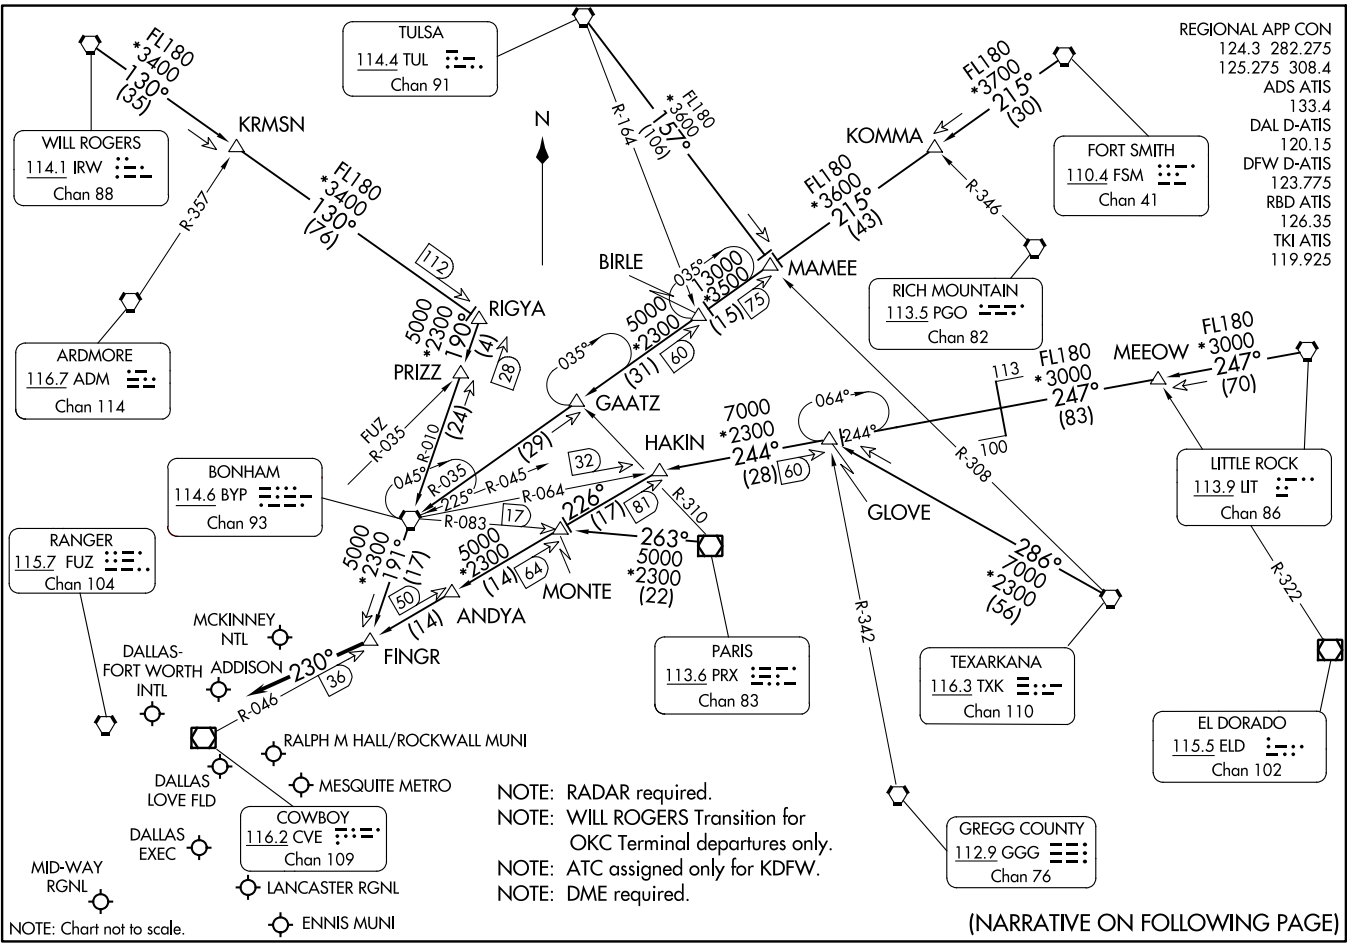 TULSA
114.4 TUL
Chan 91
REGIONAL APP CON
124.3 282.275
125.275 308.4
ADS ATIS
133.4
DAL D-ATIS
120.15
DFW D-ATIS
123.775
RBD ATIS
126.35
TKI ATIS
119.925
FL180
*3400
130°
(35)
WILL ROGERS
114.1 IRW
Chan 88
KRMSN
FL180
*3400
130°
(76)
R-357
ARDMORE
116.7 ADM
Chan 114
N
R-164
FL180
*3600
157°
(106)
FL180
*3700
215°
(30)
KOMMA
FORT SMITH
110.4 FSM
Chan 41
FL180
*3600
215°
(43)
R-346
RICH MOUNTAIN
113.5 PGO
Chan 82
MAMEE
BIRLE
035°
13000
*3500
(15)
75
112
RIGYA
5000
*2300
190°
(4)
28
PRIZZ
5000
*2300
(31)
60
035°
GAATZ
FUZ
R-035
R-010
(24)
(29)
045°
R-035
225°
R-045
R-064
32
R-083
17
BONHAM
114.6 BYP
Chan 93
RANGER
115.7 FUZ
Chan 104
HAKIN
7000
*2300
244°
(28)
60
064°
244°
GLOVE
113
100
FL180
*3000
247°
(83)
MEEOW
FL180
*3000
247°
(70)
LITTLE ROCK
113.9 LIT
Chan 86
R-308
R-310
R-322
R-342
226°
(17)
81
263°
5000
*2300
(22)
MONTE
5000
*2300
(14)
64
ANDYA
5000
*2300
191°
(17)
50
(14)
FINGR
286°
7000
*2300
(56)
PARIS
113.6 PRX
Chan 83
TEXARKANA
116.3 TXK
Chan 110
EL DORADO
115.5 ELD
Chan 102
GREGG COUNTY
112.9 GGG
Chan 76
MCKINNEY
NTL
DALLAS-
FORT WORTH
INTL
ADDISON
230°
R-046
36
RALPH M HALL/ROCKWALL MUNI
MESQUITE METRO
DALLAS
LOVE FLD
COWBOY
116.2 CVE
Chan 109
DALLAS
EXEC
MID-WAY
RGNL
LANCASTER RGNL
ENNIS MUNI
NOTE: RADAR required.
NOTE: WILL ROGERS Transition for
OKC Terminal departures only.
NOTE: ATC assigned only for KDFW.
NOTE: DME required.
NOTE: Chart not to scale.
(NARRATIVE ON FOLLOWING PAGE)